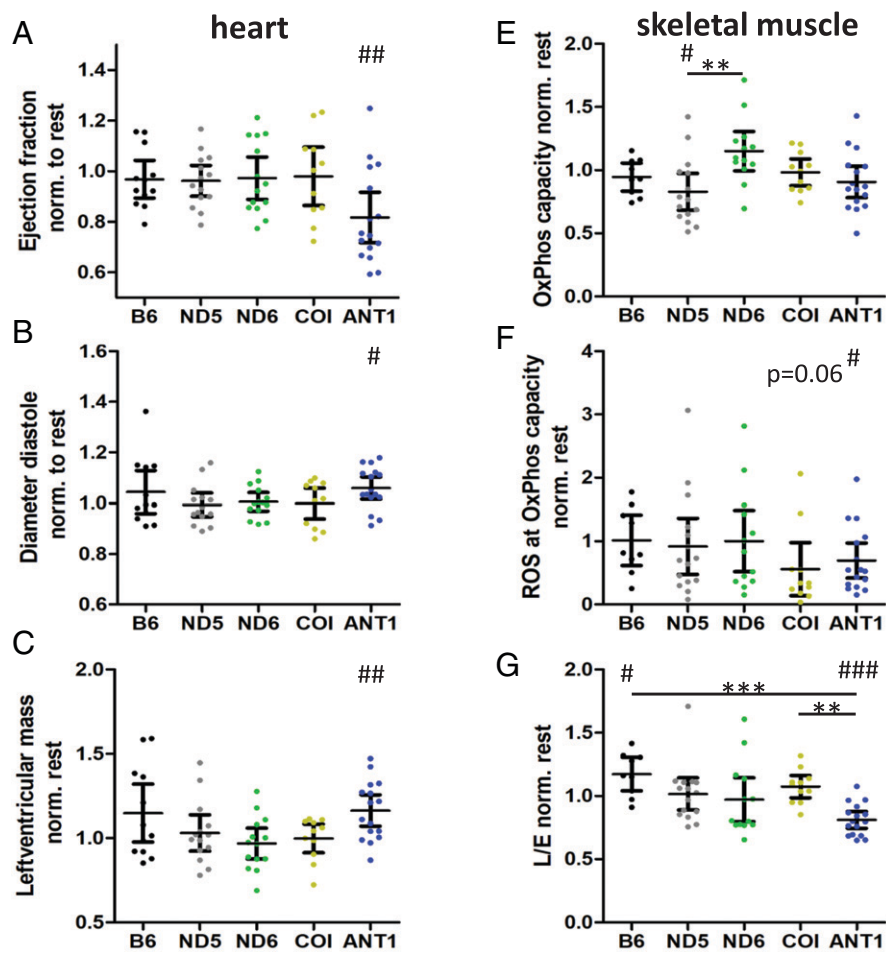 heart
A
##
Ejection fraction
norm. to rest
1.4
1.2
1.0
0.8
0.6
B6 ND5 ND6 COI ANT1
B
#
Diameter diastole
norm. to rest
1.6
1.4
1.2
1.0
0.8
0.6
B6 ND5 ND6 COI ANT1
C
##
Leftventricular mass
norm. rest
2.0
1.5
1.0
0.5
B6 ND5 ND6 COI ANT1
skeletal muscle
E
#
**
OxPhos capacity norm. rest
2.0
1.5
1.0
0.5
0.0
B6 ND5 ND6 COI ANT1
F
#
p=0.06
ROS at OxPhos capacity
norm. rest
4
3
2
1
0
B6 ND5 ND6 COI ANT1
G
#
###
***
**
L/E norm. rest
2.0
1.5
1.0
0.5
0.0
B6 ND5 ND6 COI ANT1